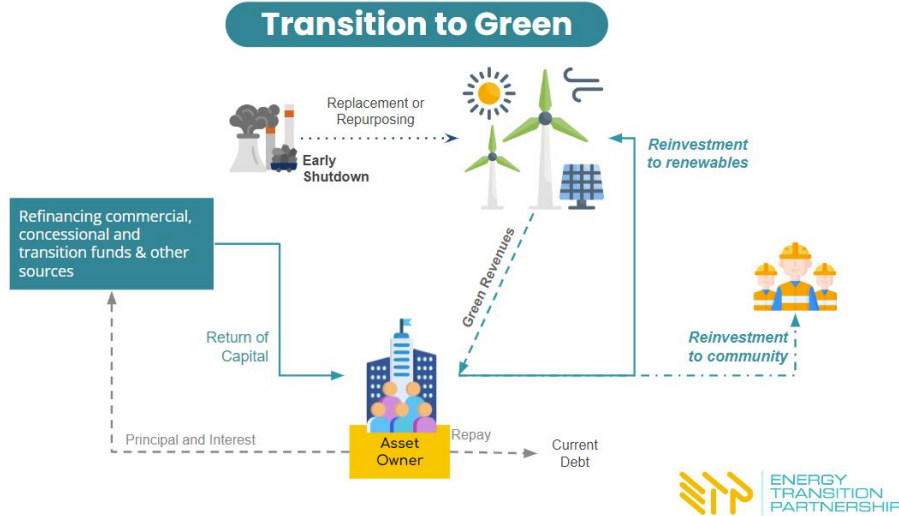 Transition to Green
Replacement or
Repurposing
Early
Shutdown
Reinvestment
to renewables
Refinancing commercial,
concessional and
transition funds & other
sources
Green Revenues
Return of
Capital
Reinvestment
to community
Principal and Interest
Asset
Owner
Repay
Current
Debt
ENERGY
TRANSITION
PARTNERSHIP